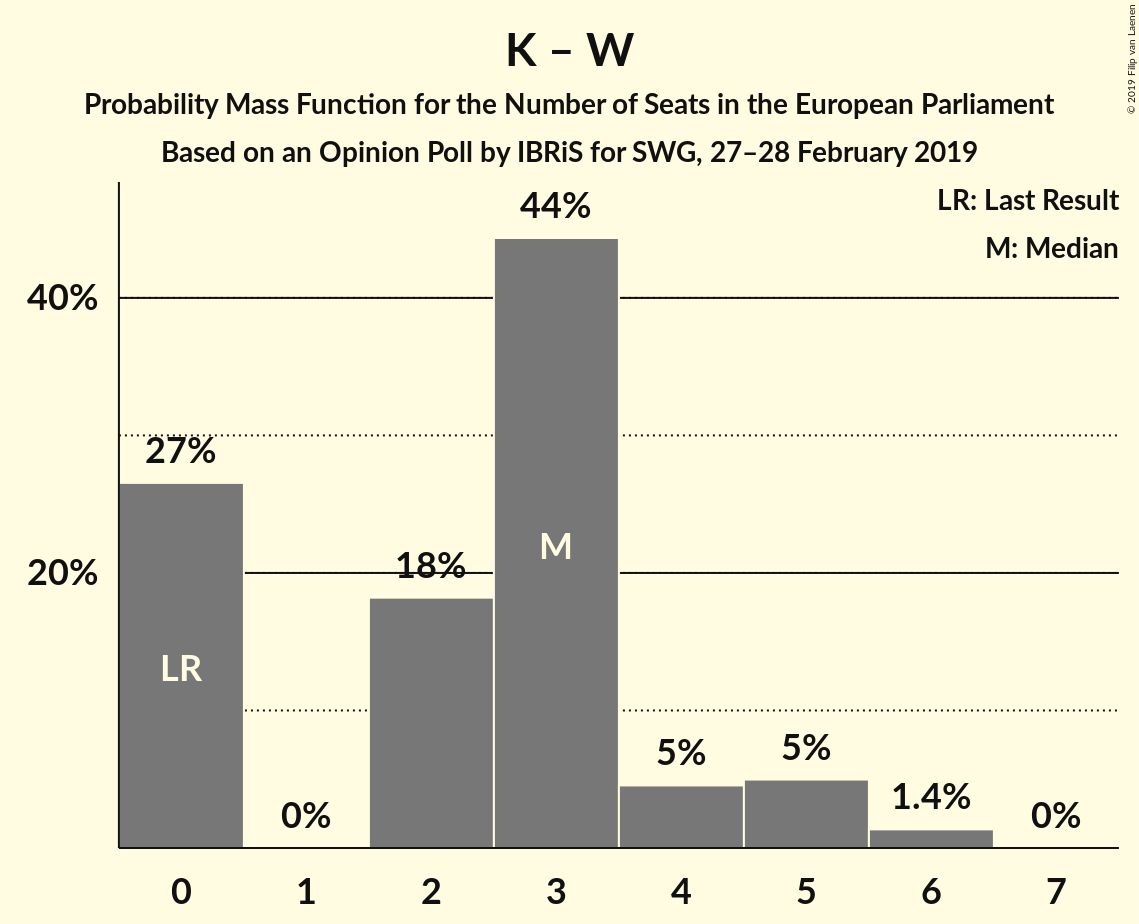 K – W
Probability Mass Function for the Number of Seats in the European Parliament
Based on an Opinion Poll by IBRiS for SWG, 27–28 February 2019
© 2019 Filip van Laenen
LR: Last Result
M: Median
44%
40%
27%
M
20%
18%
LR
5%
5%
1.4%
0%
0%
0 1 2 3 4 5 6 7